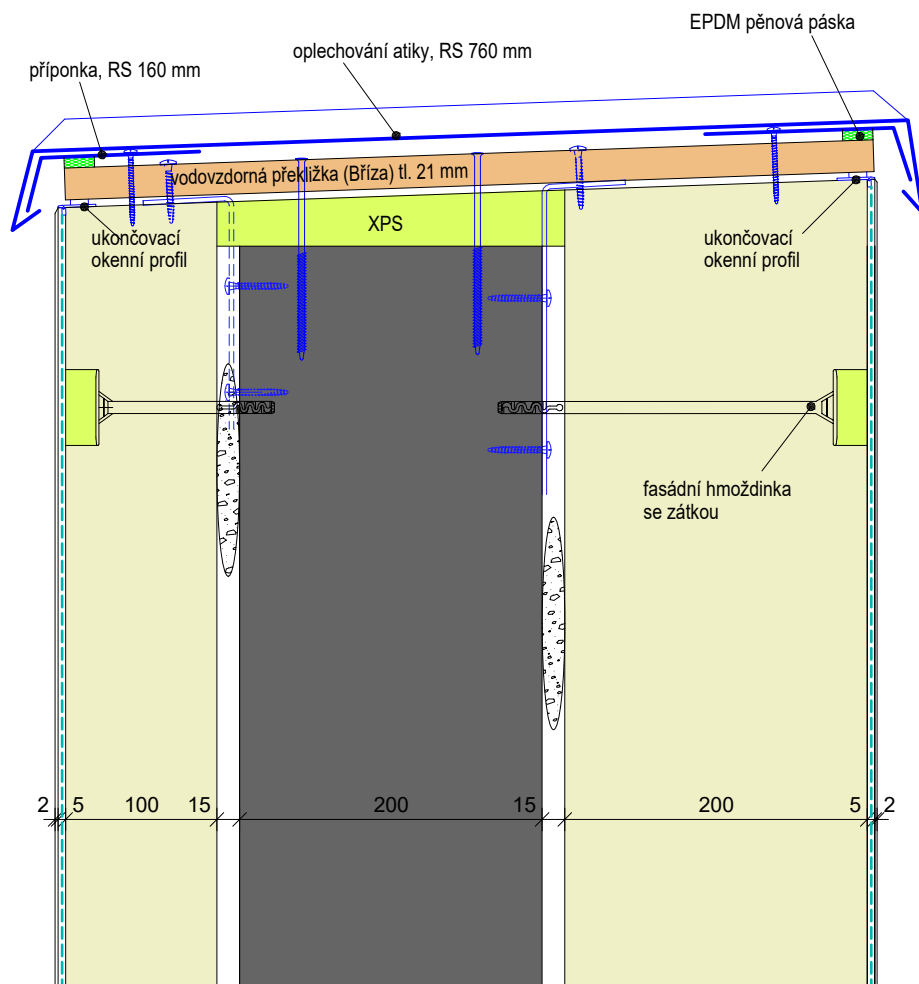 EPDM pěnová páska
oplechování atiky, RS 760 mm
příponka, RS 160 mm
vodovzdorná překližka (Bříza) tl. 21 mm
XPS
ukončovací
okenní profil
ukončovací
okenní profil
fasádní hmoždinka
se zátkou
2 5 100 15 200 15 200 5 2